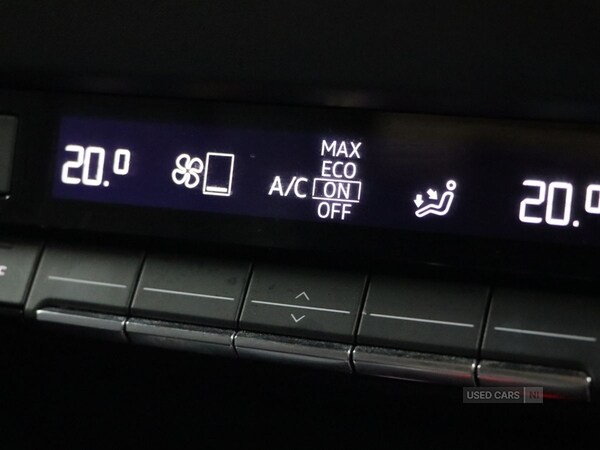 20.0
A/C
MAX
ECO
ON
OFF
20.0
C
USED CARS NI